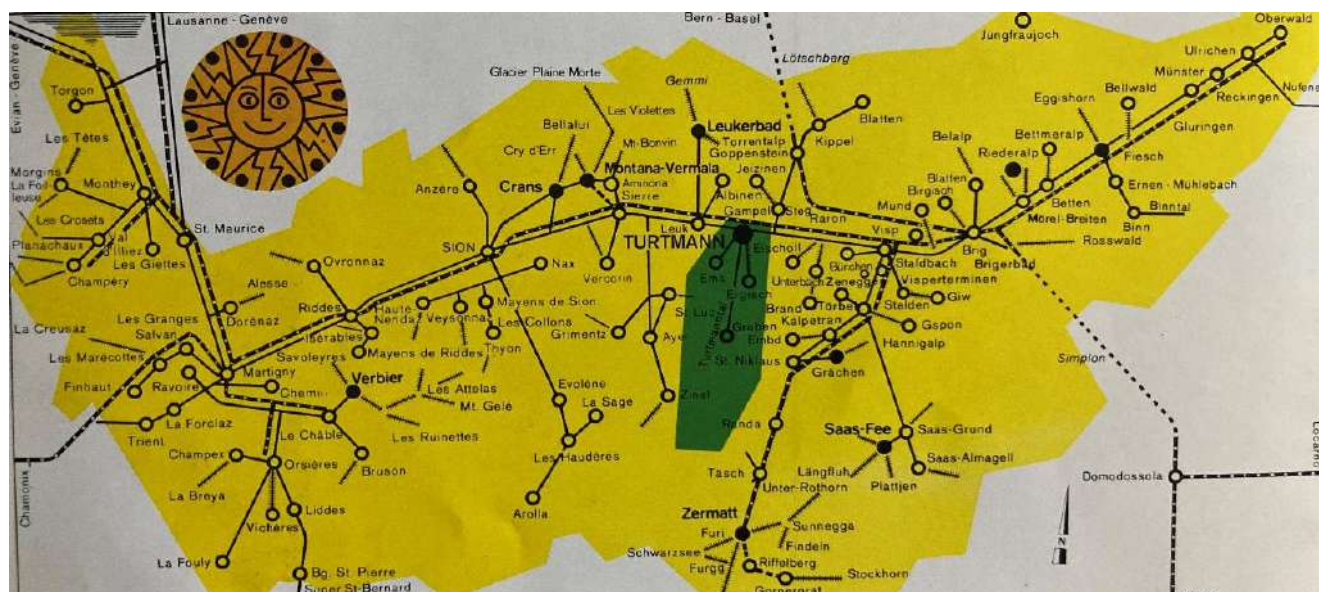 Lausanne - Genève
Evian - Genève
Bern - Basel
Lötschberg
Jungfraujoch
Oberwald
Ulrichen
Münster
Reckingen
Nufenen
Gluringen
Bellwald
Eggishorn
Fiesch
Ernen - Mühlebach
Binntal
Binn
Bettmeralp
Riederalp
Betten
Mörel-Breiten
Belalp
Blatten
Birgisch
Mund
Brig
Rosswald
Brigerbad
Glacier Plaine Morte
Les Violettes
Bellalui
Cry d'Err
Mt-Bonvin
Montana-Vermala
Aminona
Crans
Sierre
Gemmi
Leukerbad
Torrentalp
Goppenstein
Kippel
Blatten
Jeizinen
Albinen
Gampel
Steg
Raron
Leuk
TURTMANN
Eischoll
Ems
Ergisch
Turtmanntal
Gruben
Visp
Bürchen
Staldbach
Unterbäch
Zeneggen
Visperterminen
Giw
Brand
Törbel
Stalden
Kalpetran
Gspon
Embd
Hannigalp
St. Niklaus
Grächen
Randa
Täsch
Unter-Rothorn
Zermatt
Furi
Sunnegga
Findeln
Schwarzsee
Furgg
Riffelberg
Gornergrat
Stockhorn
Saas-Fee
Saas-Grund
Längfluh
Plattjen
Saas-Almagell
Simplon
Domodossola
Locarno
N
Torgon
Les Têtes
Morgins
La Foil-
leuse
Monthey
Les Crosets
Planachaux
Val
d'Illiez
Champéry
Les Giettes
St. Maurice
Anzère
SION
Ovronnaz
Alesse
Dorénaz
Riddes
Isérables
Haute
Nendaz
Veysonnaz
Nax
Vercorin
Mayens de Sion
Les Collons
Thyon
Grimentz
St. Luc
Ayer
Zinal
La Creusaz
Les Granges
Salvan
Les Marécottes
Finhaut
Ravoire
Martigny
Savoleyres
Mayens de Riddes
Chemin
Verbier
Les Attelas
Mt. Gelé
Les Ruinettes
Trient
La Forclaz
Le Châble
Bruson
Champex
Orsières
La Breya
Vichères
Liddes
La Fouly
Bg. St. Pierre
Super St-Bernard
Evolène
La Sage
Les Haudères
Arolla
Chamonix